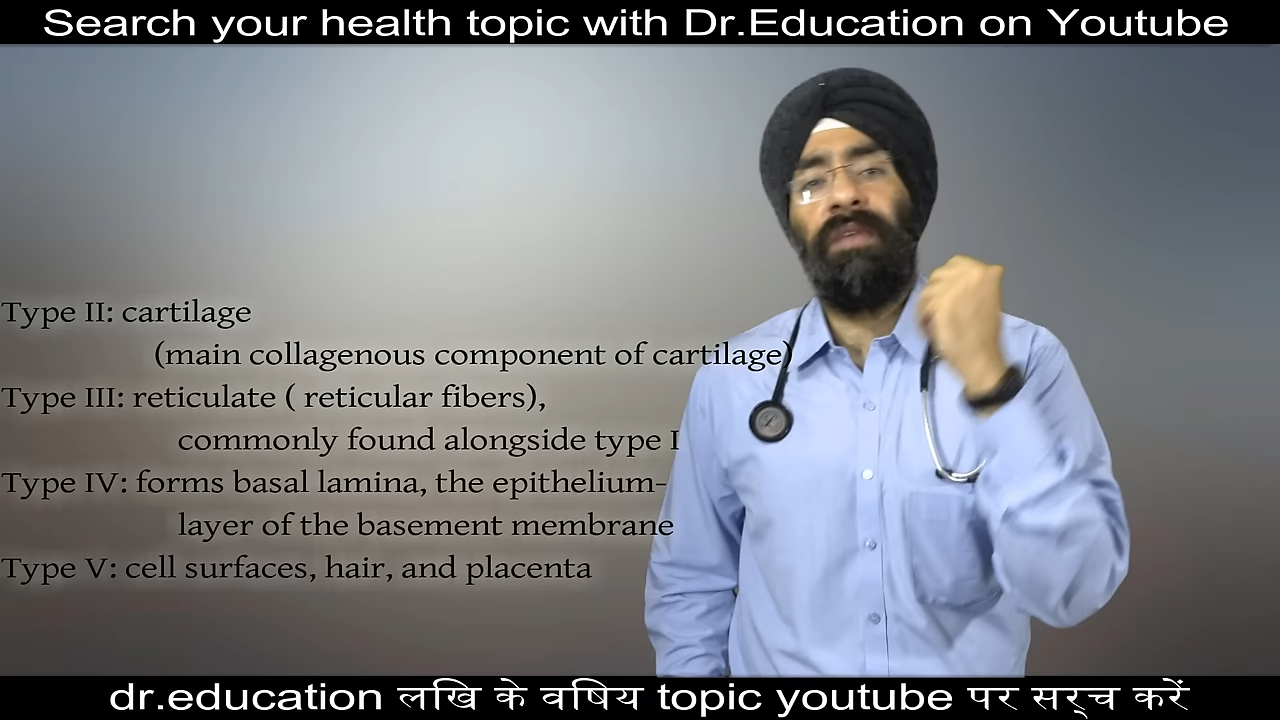 Search your health topic with Dr.Education on Youtube
Type II: cartilage
(main collagenous component of cartilage)
Type III: reticulate ( reticular fibers),
commonly found alongside type I
Type IV: forms basal lamina, the epithelium-
layer of the basement membrane
Type V: cell surfaces, hair, and placenta
dr.education लखि के वषिय topic youtube पर सर्च करें